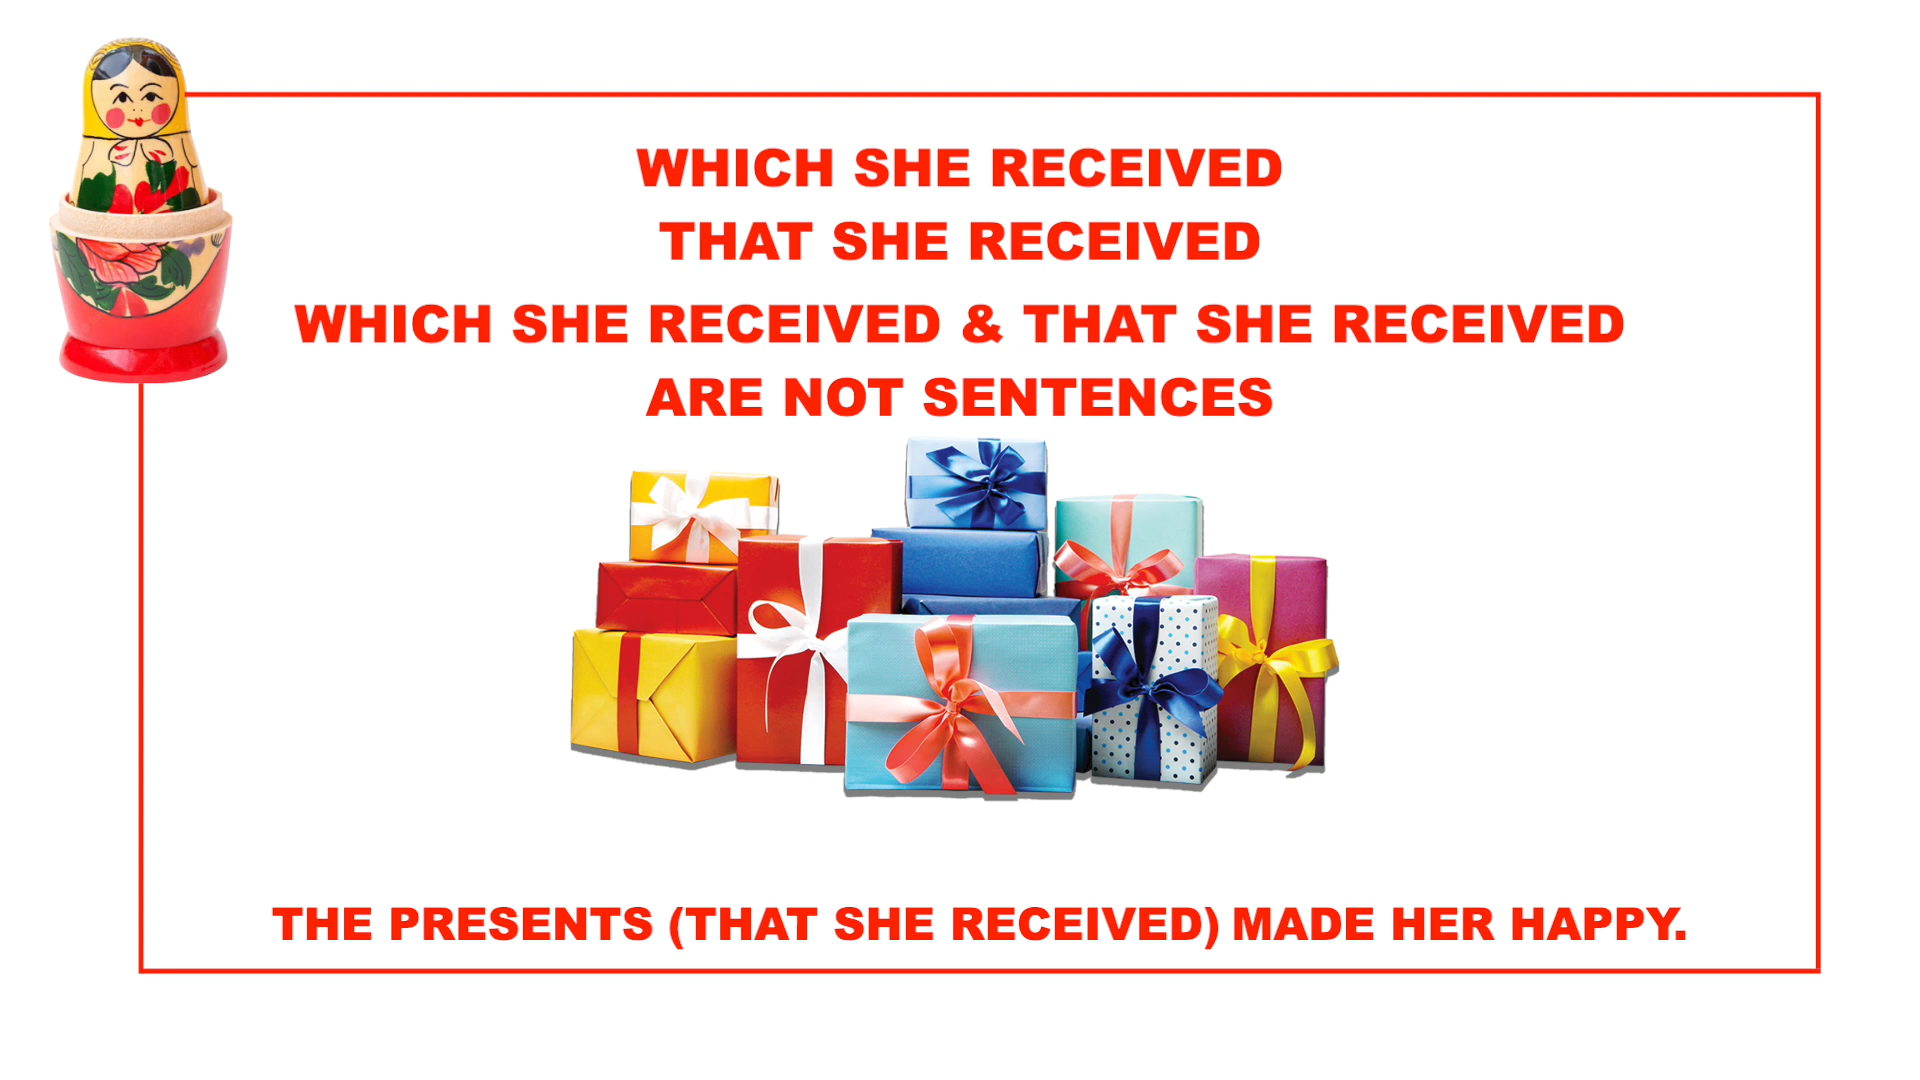 WHICH SHE RECEIVED
THAT SHE RECEIVED
WHICH SHE RECEIVED & THAT SHE RECEIVED
ARE NOT SENTENCES
THE PRESENTS (THAT SHE RECEIVED) MADE HER HAPPY.